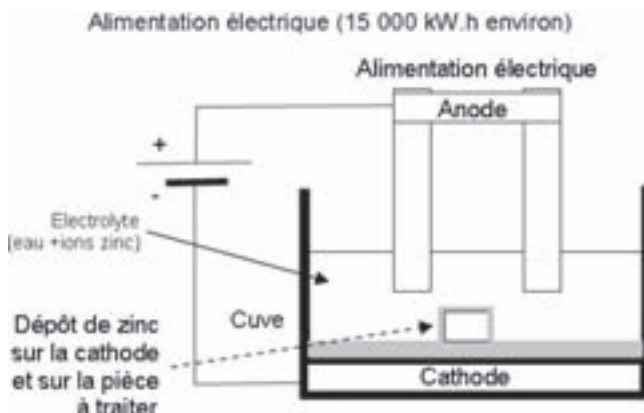 Alimentation électrique (15 000 kW.h environ)
Alimentation électrique
Anode
+
-
Electrolyte
(eau +ions zinc)
Cuve
Dépôt de zinc
sur la cathode
et sur la pièce
à traiter
Cathode